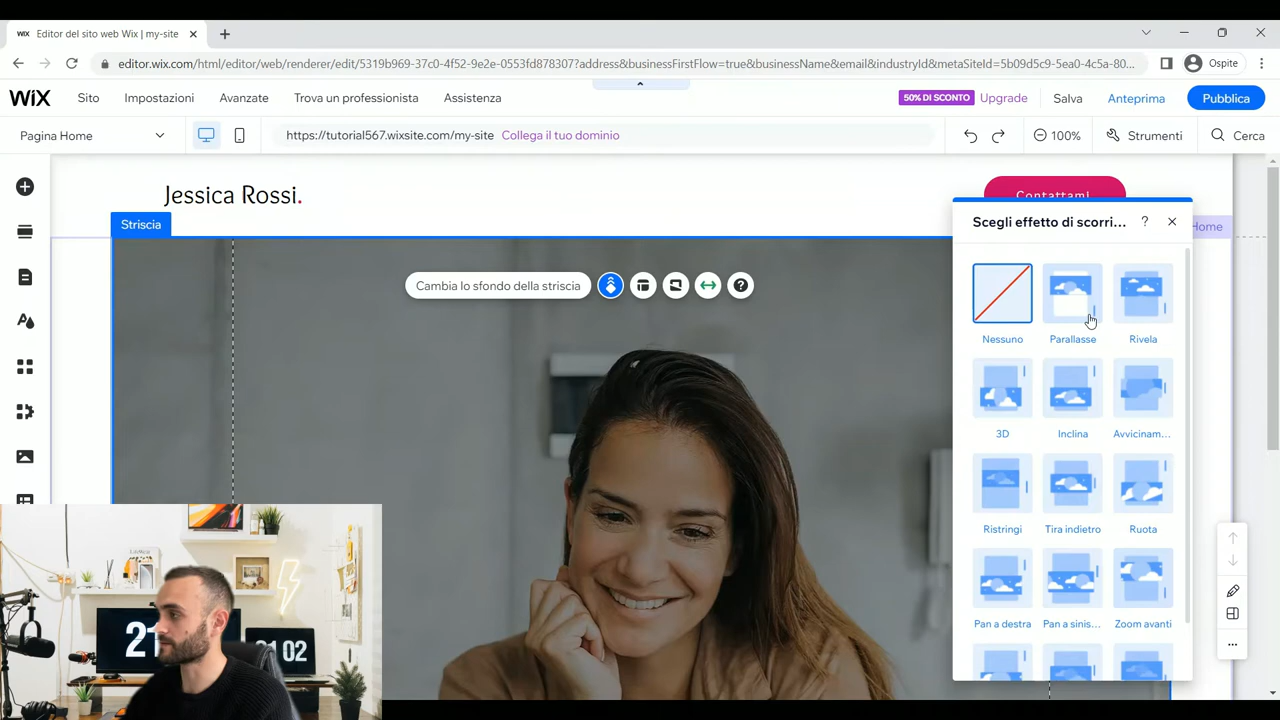 WiX Editor del sito web Wix | my-site
editor.wix.com/html/editor/web/renderer/edit/5319b969-37c0-4f52-9e2e-0553fd878307?address&businessFirstFlow=true&businessName&email&industryId&metaSiteId=5b09d5c9-5ea0-4c5a-80...
Ospite
WiX Sito Impostazioni Avanzate Trova un professionista Assistenza 50% DI SCONTO Upgrade Salva Anteprima Pubblica
Pagina Home https://tutorial567.wixsite.com/my-site Collega il tuo dominio 100% Strumenti Cerca
Jessica Rossi.
Contattami
Striscia
Home
Scegli effetto di scorri... ?
Cambia lo sfondo della striscia ?
Nessuno Parallasse Rivela
3D Inclina Avvicinam...
Ristringi Tira indietro Ruota
Pan a destra Pan a sinis... Zoom avanti
21
02